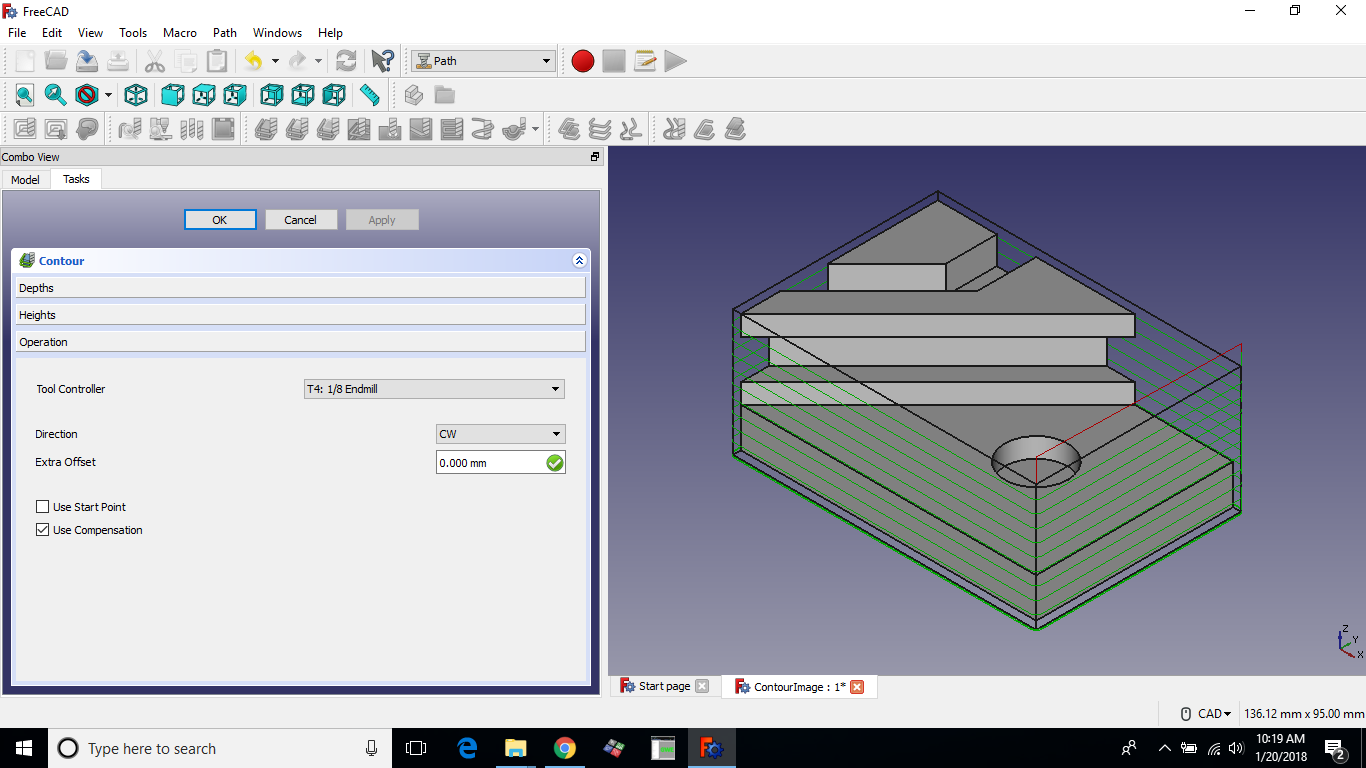 FreeCAD
File Edit View Tools Macro Path Windows Help
Path
Combo View
Model Tasks
OK Cancel Apply
Contour
Depths
Heights
Operation
Tool Controller T4: 1/8 Endmill
Direction CW
Extra Offset 0.000 mm
Use Start Point
Use Compensation
Z
Y
X
Start page ContourImage : 1*
CAD 136.12 mm x 95.00 mm
Type here to search
10:19 AM
1/20/2018
2